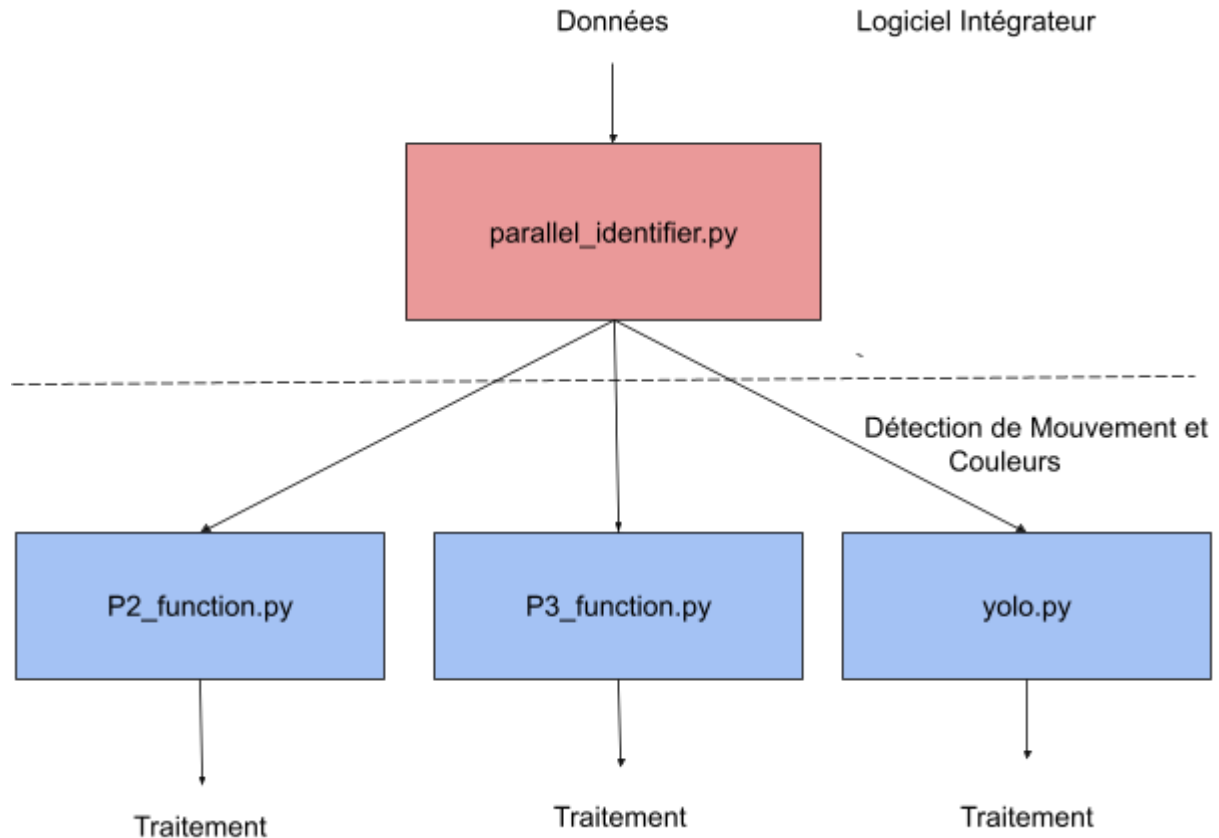 Données
Logiciel Intégrateur
parallel_identifier.py
Détection de Mouvement et
Couleurs
P2_function.py
P3_function.py
yolo.py
Traitement
Traitement
Traitement